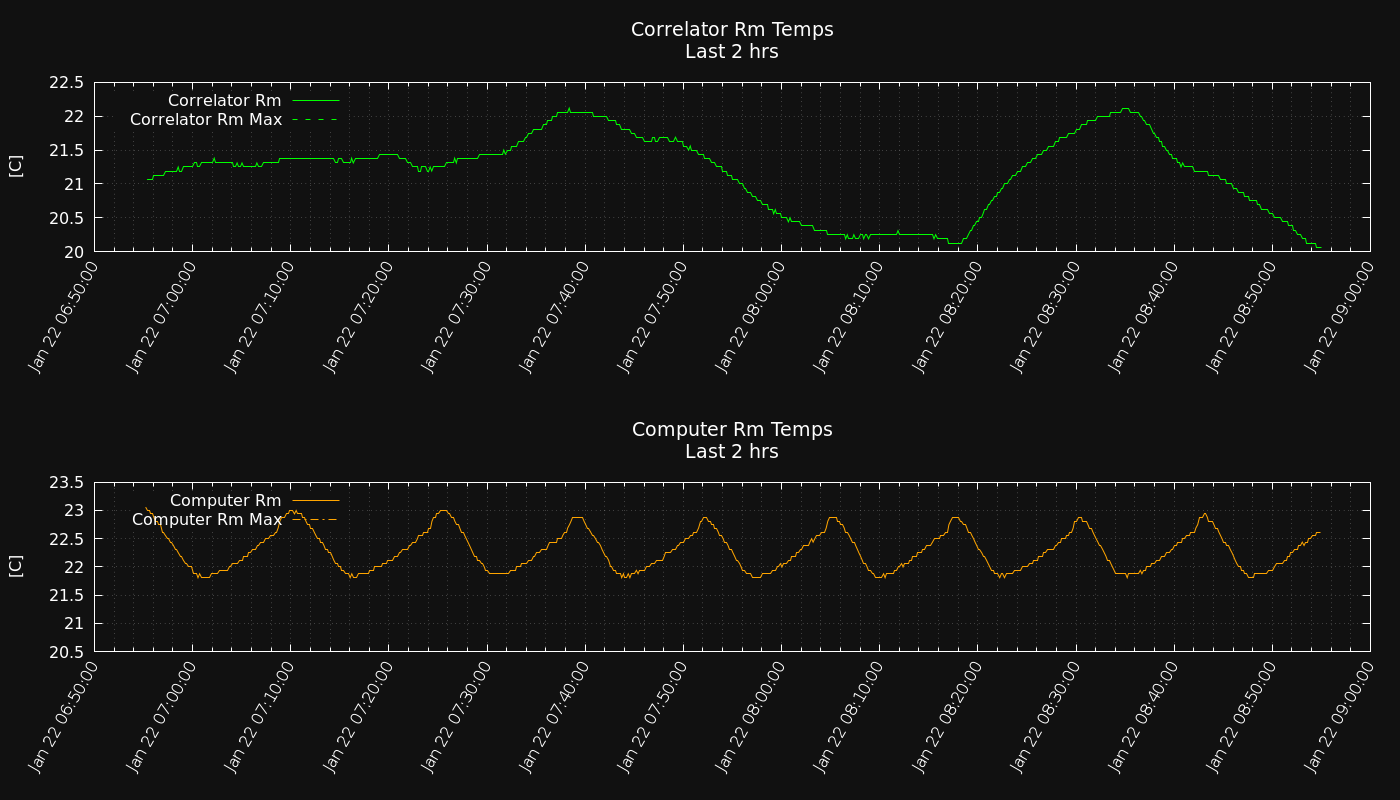 Correlator Rm Temps
Last 2 hrs
22.5
22
21.5
21
20.5
20
[C]
Correlator Rm
Correlator Rm Max
Jan 22 06:50:00
Jan 22 07:00:00
Jan 22 07:10:00
Jan 22 07:20:00
Jan 22 07:30:00
Jan 22 07:40:00
Jan 22 07:50:00
Jan 22 08:00:00
Jan 22 08:10:00
Jan 22 08:20:00
Jan 22 08:30:00
Jan 22 08:40:00
Jan 22 08:50:00
Jan 22 09:00:00
Computer Rm Temps
Last 2 hrs
23.5
23
22.5
22
21.5
21
20.5
[C]
Computer Rm
Computer Rm Max
Jan 22 06:50:00
Jan 22 07:00:00
Jan 22 07:10:00
Jan 22 07:20:00
Jan 22 07:30:00
Jan 22 07:40:00
Jan 22 07:50:00
Jan 22 08:00:00
Jan 22 08:10:00
Jan 22 08:20:00
Jan 22 08:30:00
Jan 22 08:40:00
Jan 22 08:50:00
Jan 22 09:00:00